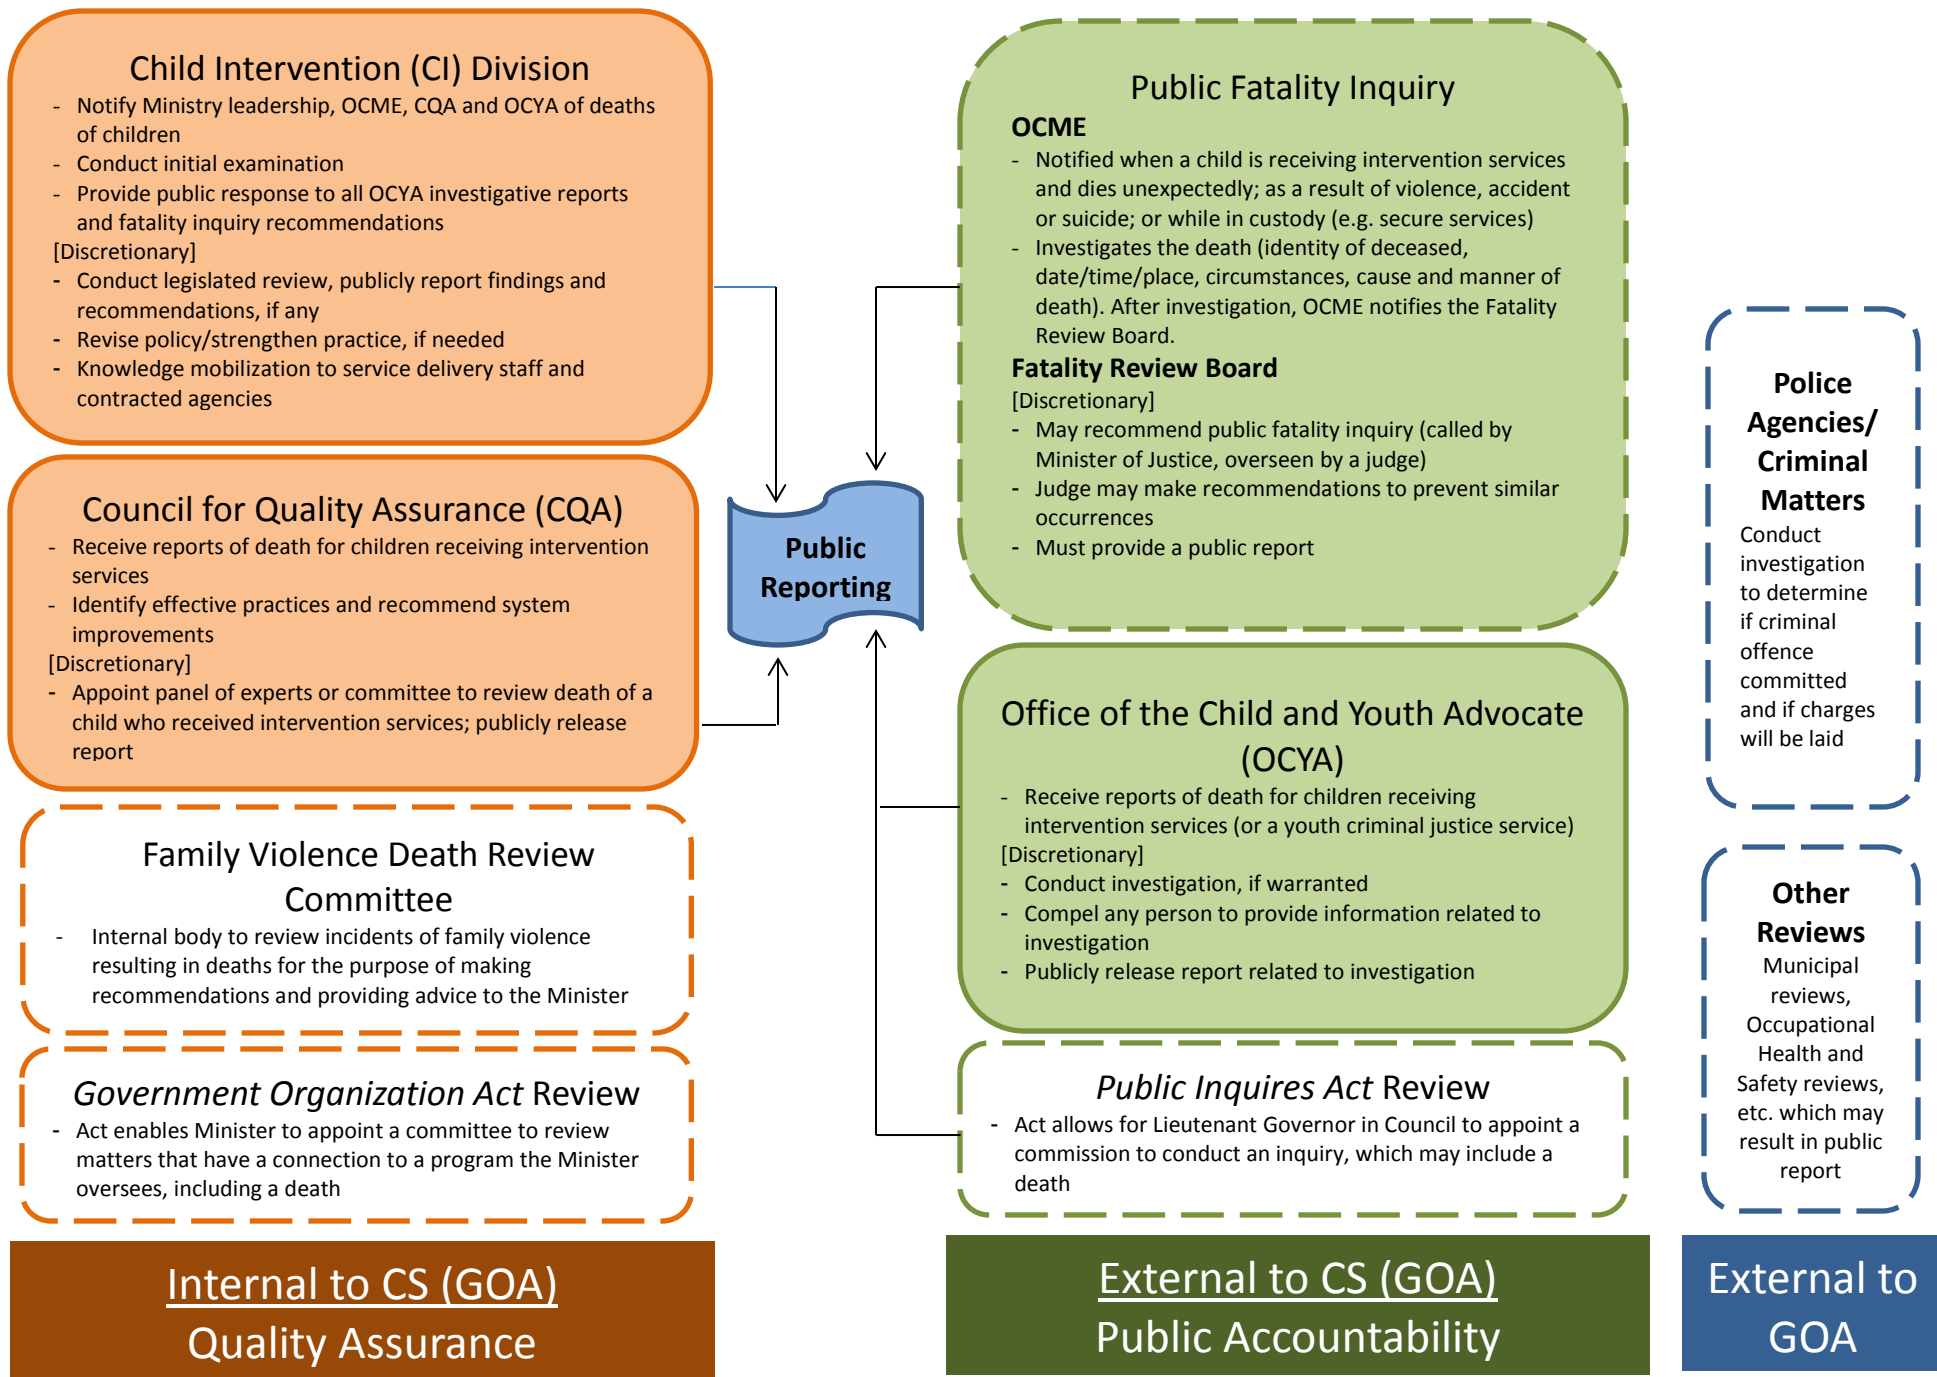 Child Intervention (CI) Division
- Notify Ministry leadership, OCME, CQA and OCYA of deaths
of children
- Conduct initial examination
- Provide public response to all OCYA investigative reports
and fatality inquiry recommendations
[Discretionary]
- Conduct legislated review, publicly report findings and
recommendations, if any
- Revise policy/strengthen practice, if needed
- Knowledge mobilization to service delivery staff and
contracted agencies
Council for Quality Assurance (CQA)
- Receive reports of death for children receiving intervention
services
- Identify effective practices and recommend system
improvements
[Discretionary]
- Appoint panel of experts or committee to review death of a
child who received intervention services; publicly release
report
Family Violence Death Review
Committee
- Internal body to review incidents of family violence
resulting in deaths for the purpose of making
recommendations and providing advice to the Minister
Government Organization Act Review
- Act enables Minister to appoint a committee to review
matters that have a connection to a program the Minister
oversees, including a death
Internal to CS (GOA)
Quality Assurance
Public
Reporting
Public Fatality Inquiry
OCME
- Notified when a child is receiving intervention services
and dies unexpectedly; as a result of violence, accident
or suicide; or while in custody (e.g. secure services)
- Investigates the death (identity of deceased,
date/time/place, circumstances, cause and manner of
death). After investigation, OCME notifies the Fatality
Review Board.
Fatality Review Board
[Discretionary]
- May recommend public fatality inquiry (called by
Minister of Justice, overseen by a judge)
- Judge may make recommendations to prevent similar
occurrences
- Must provide a public report
Office of the Child and Youth Advocate
(OCYA)
- Receive reports of death for children receiving
intervention services (or a youth criminal justice service)
[Discretionary]
- Conduct investigation, if warranted
- Compel any person to provide information related to
investigation
- Publicly release report related to investigation
Public Inquires Act Review
- Act allows for Lieutenant Governor in Council to appoint a
commission to conduct an inquiry, which may include a
death
External to CS (GOA)
Public Accountability
Police
Agencies/
Criminal
Matters
Conduct
investigation
to determine
if criminal
offence
committed
and if charges
will be laid
Other
Reviews
Municipal
reviews,
Occupational
Health and
Safety reviews,
etc. which may
result in public
report
External to
GOA